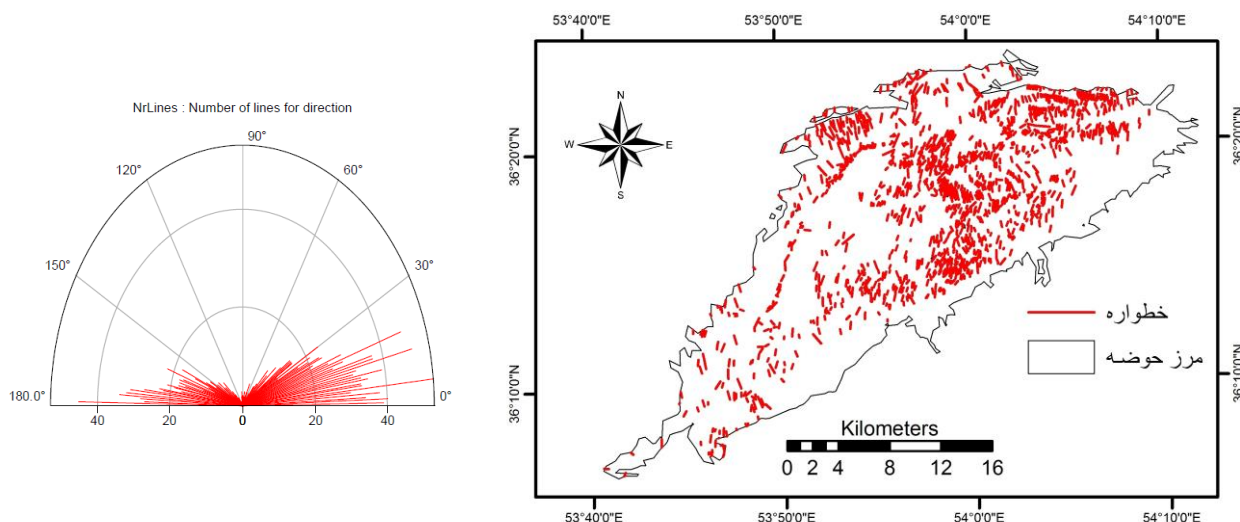 NrLines : Number of lines for direction
90°
120°
60°
150°
30°
180.0°
0°
40
20
0
20
40
53°40'0"E
53°50'0"E
54°0'0"E
54°10'0"E
N
W
E
S
36°20'0"N
36°20'0"N
36°10'0"N
36°10'0"N
خطواره
مرز حوضه
Kilometers
0 2 4 8 12 16
53°40'0"E
53°50'0"E
54°0'0"E
54°10'0"E